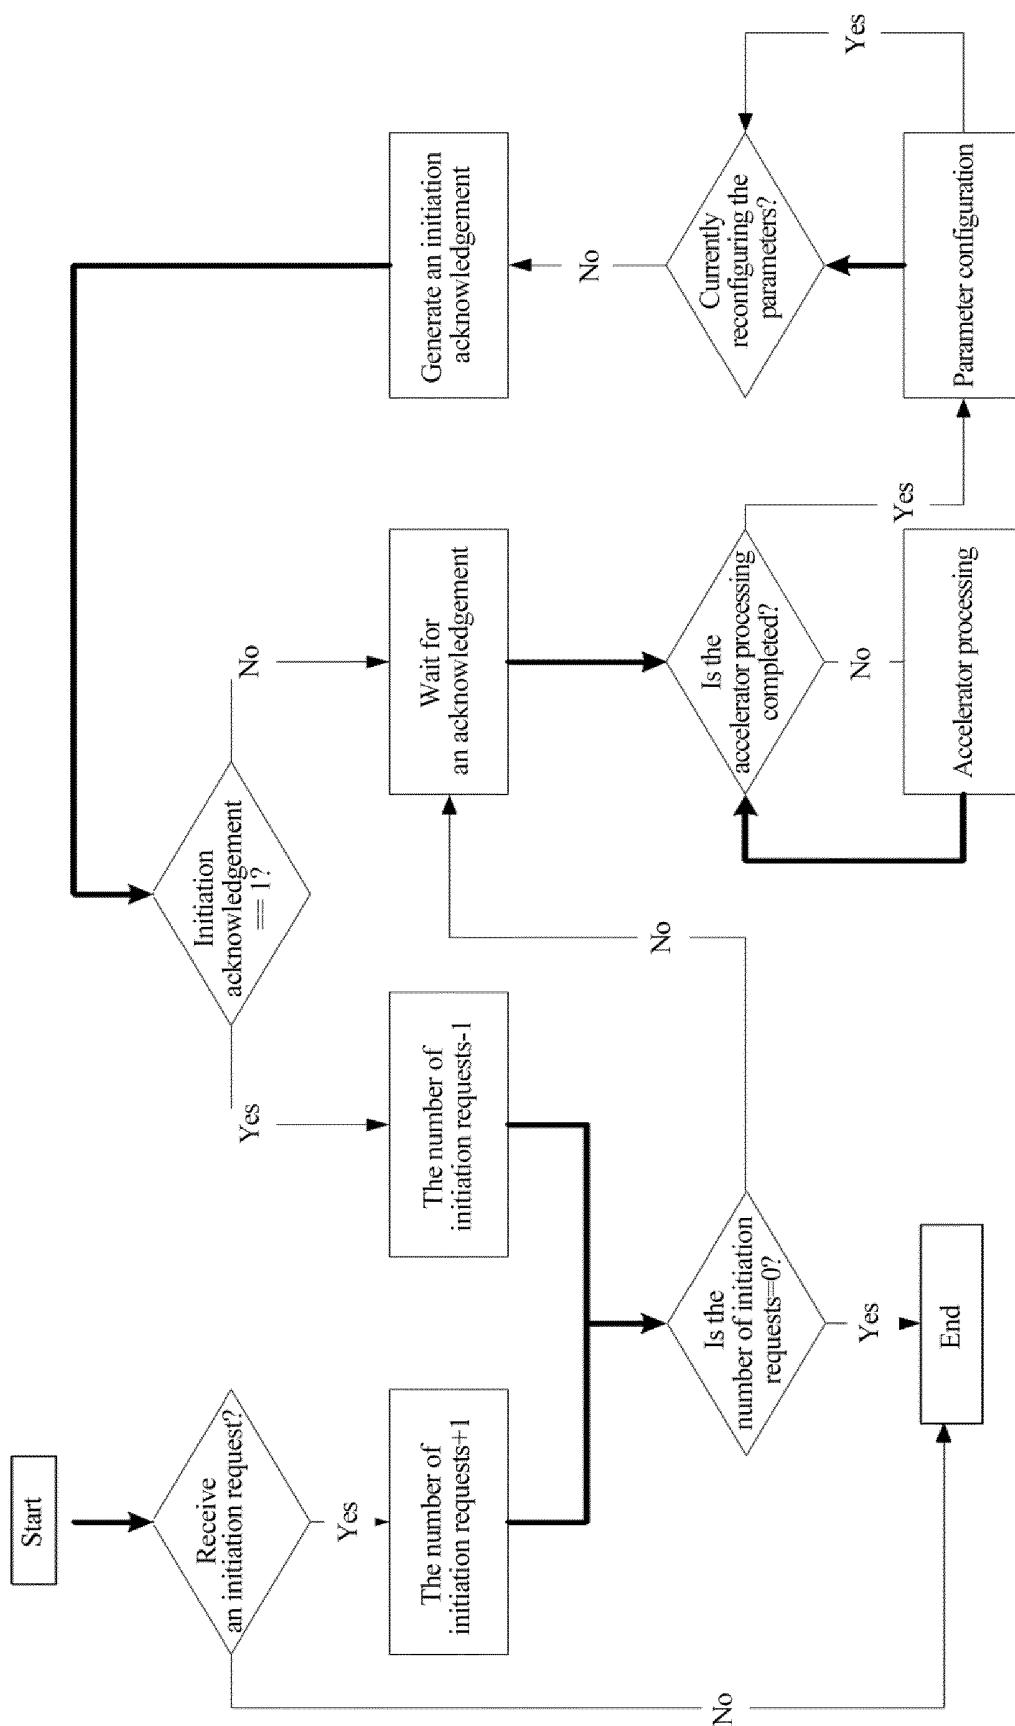 Start
Receive
an initiation request?
Yes
No
The number of
initiation requests+1
Initiation
acknowledgement
== 1?
Yes
No
The number of
initiation requests-1
Is the
number of initiation
requests=0?
Yes
No
End
Wait for
an acknowledgement
Is the
accelerator processing
completed?
No
Yes
Accelerator processing
Generate an initiation
acknowledgement
No
Currently
reconfiguring the
parameters?
Yes
Parameter configuration